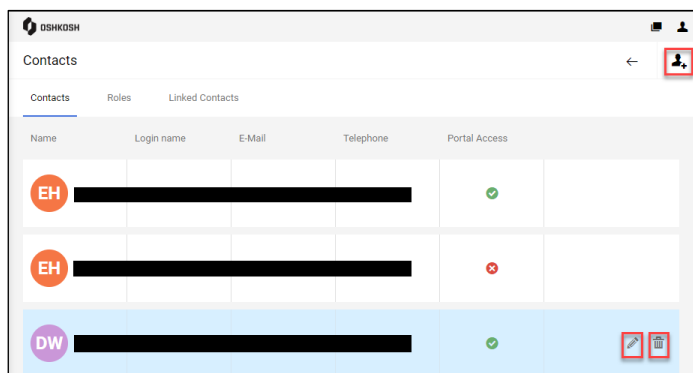 OSHKOSH
Contacts
Contacts Roles Linked Contacts
Name Login name E-Mail Telephone Portal Access
EH
EH
DW